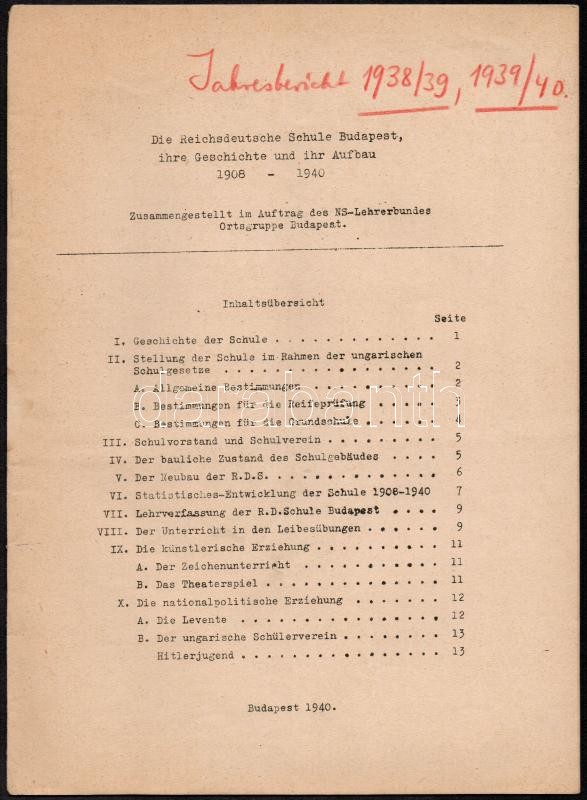 Jahresbericht 1938/39, 1939/40.
Die Reichsdeutsche Schule Budapest,
ihre Geschichte und ihr Aufbau
1908 - 1940
Zusammengestellt im Auftrag des NS-Lehrerbundes
Ortsgruppe Budapest.
Inhaltsübersicht
Seite
I. Geschichte der Schule . . . . . . . . . . . . . 1
II. Stellung der Schule im Rahmen der ungarischen
Schulgesetze . . . . . . . . . . . . . . . 2
A. Allgemeine Bestimmungen . . . . . . . . . . 2
B. Bestimmungen für die Reifeprüfung . . . . . 3
C. Bestimmungen für die Grundschule . . . . . 4
III. Schulvorstand und Schulverein . . . . . . . . . 5
IV. Der bauliche Zustand des Schulgebäudes . . . . . 5
V. Der Neubau der R.D.S. . . . . . . . . . . . . . 6
VI. Statistisches-Entwicklung der Schule 1908-1940 7
VII. Lehrverfassung der R.D.Schule Budapest . . . . 9
VIII. Der Unterricht in den Leibesübungen . . . . . . 9
IX. Die künstlerische Erziehung . . . . . . . . . . 11
A. Der Zeichenunterricht . . . . . . . . . . . 11
B. Das Theaterspiel . . . . . . . . . . . . . 11
X. Die nationalpolitische Erziehung . . . . . . . 12
A. Die Levente . . . . . . . . . . . . . . . . 12
B. Der ungarische Schülerverein . . . . . . . . 13
Hitlerjugend . . . . . . . . . . . . . . . 13
Budapest 1940.
darabanth